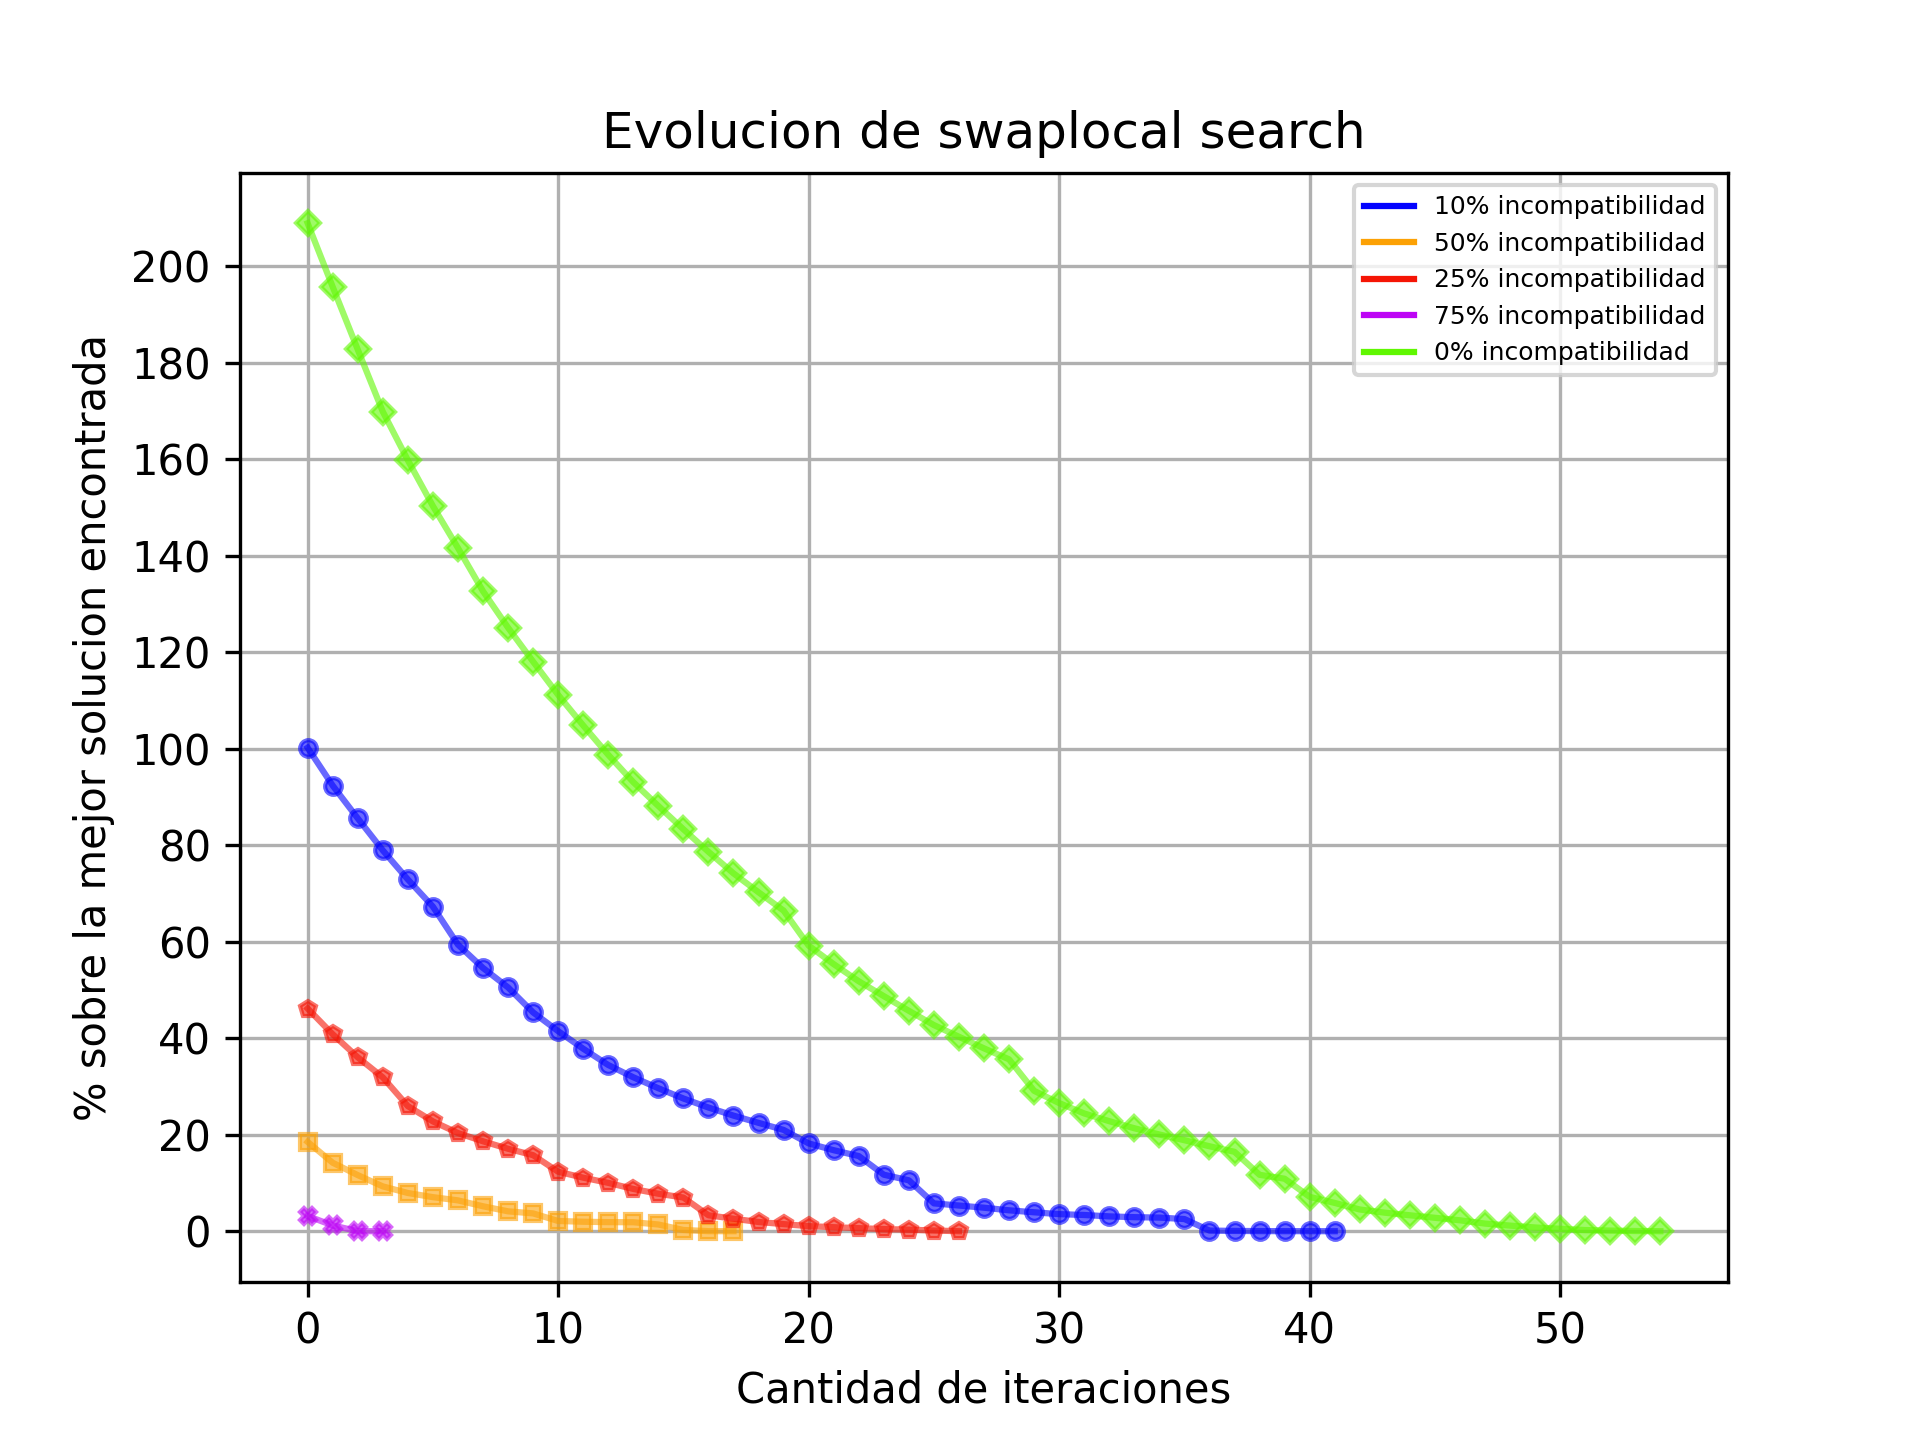 Evolucion de swaplocal search
% sobre la mejor solucion encontrada
200
180
160
140
120
100
80
60
40
20
0
10% incompatibilidad
50% incompatibilidad
25% incompatibilidad
75% incompatibilidad
0% incompatibilidad
0 10 20 30 40 50
Cantidad de iteraciones